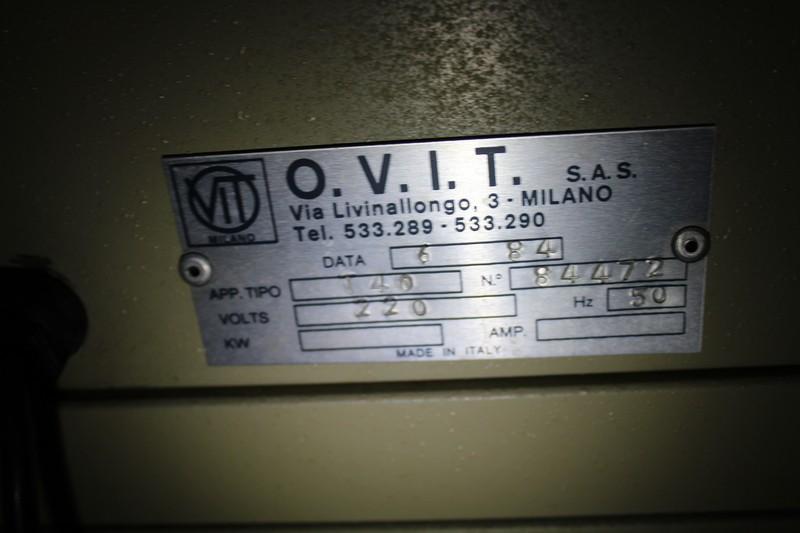 O.V.I.T. S.A.S.
VIT
MILANO
Via Livinallongo, 3 - MILANO
Tel. 533.289 - 533.290
DATA 6 84
APP. TIPO T40 N.° 84472
VOLTS 220 Hz 50
KW AMP.
MADE IN ITALY